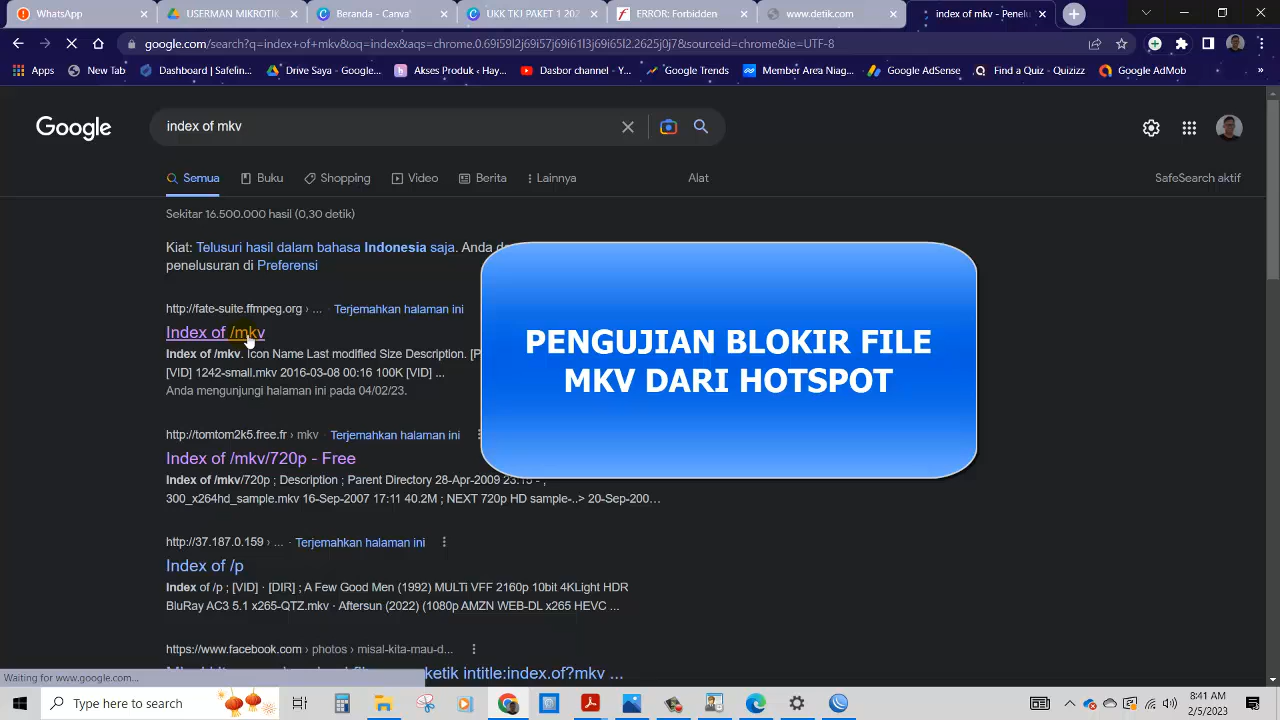 WhatsApp
USERMAN MIKROTIK
Beranda - Canva
UKK TKJ PAKET 1 202
ERROR: Forbidden
www.detik.com
index of mkv - Penelu
google.com/search?q=index+of+mkv&oq=index&aqs=chrome.0.69i59l2j69i57j69i61l3j69i65l2.2625j0j7&sourceid=chrome&ie=UTF-8
Apps
New Tab
Dashboard | Safelin...
Drive Saya - Google...
Akses Produk - Hay...
Dasbor channel - Y...
Google Trends
Member Area Niag...
Google AdSense
Find a Quiz - Quizizz
Google AdMob
»
Google
index of mkv
Semua
Buku
Shopping
Video
Berita
Lainnya
Alat
SafeSearch aktif
Sekitar 16.500.000 hasil (0,30 detik)
Kiat: Telusuri hasil dalam bahasa Indonesia saja. Anda da
penelusuran di Preferensi
http://fate-suite.ffmpeg.org › ... Terjemahkan halaman ini
Index of /mkv
Index of /mkv. Icon Name Last modified Size Description. [P
[VID] 1242-small.mkv 2016-03-08 00:16 100K [VID] ...
Anda mengunjungi halaman ini pada 04/02/23.
PENGUJIAN BLOKIR FILE
MKV DARI HOTSPOT
http://tomtom2k5.free.fr › mkv Terjemahkan halaman ini
Index of /mkv/720p - Free
Index of /mkv/720p ; Description ; Parent Directory 28-Apr-2009 23:15 -
300_x264hd_sample.mkv 16-Sep-2007 17:11 40.2M ; NEXT 720p HD sample-..> 20-Sep-200...
http://37.187.0.159 › ... Terjemahkan halaman ini
Index of /p
Index of /p ; [VID] · [DIR] ; A Few Good Men (1992) MULTi VFF 2160p 10bit 4KLight HDR
BluRay AC3 5.1 x265-QTZ.mkv · Aftersun (2022) (1080p AMZN WEB-DL x265 HEVC ...
https://www.facebook.com › photos › misal-kita-mau-d...
ketik intitle:index.of?mkv ...
Waiting for www.google.com...
Type here to search
8:41 AM
2/5/2023